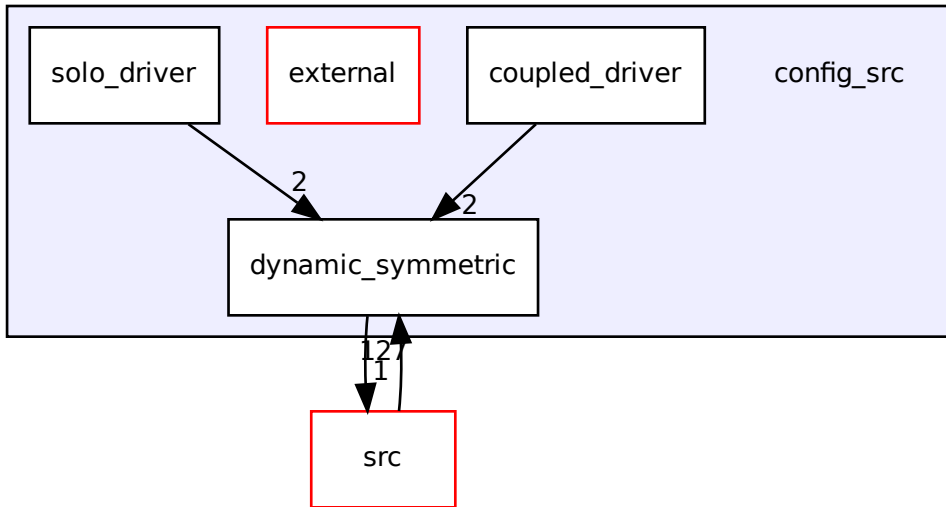 solo_driver
external
coupled_driver
config_src
2
2
dynamic_symmetric
127
1
src